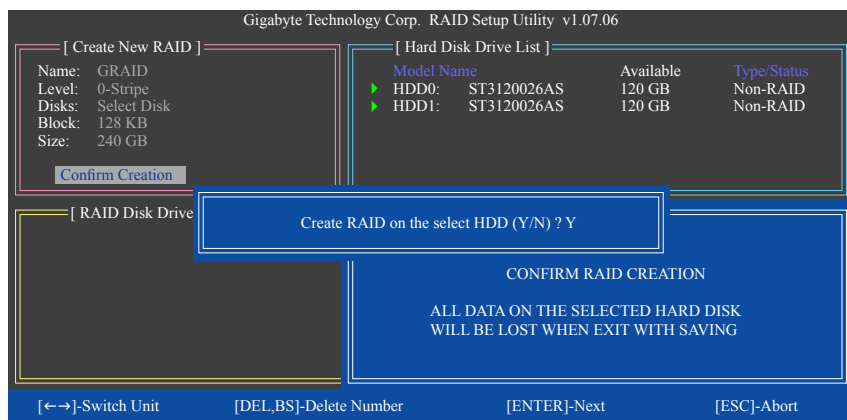 Gigabyte Technology Corp. RAID Setup Utility v1.07.06
[ Create New RAID ]
Name: GRAID
Level: 0-Stripe
Disks: Select Disk
Block: 128 KB
Size: 240 GB
Confirm Creation
[ Hard Disk Drive List ]
Model Name Available Type/Status
HDD0: ST3120026AS 120 GB Non-RAID
HDD1: ST3120026AS 120 GB Non-RAID
[ RAID Disk Drive
Create RAID on the select HDD (Y/N) ? Y
CONFIRM RAID CREATION
ALL DATA ON THE SELECTED HARD DISK
WILL BE LOST WHEN EXIT WITH SAVING
[←→]-Switch Unit [DEL,BS]-Delete Number [ENTER]-Next [ESC]-Abort